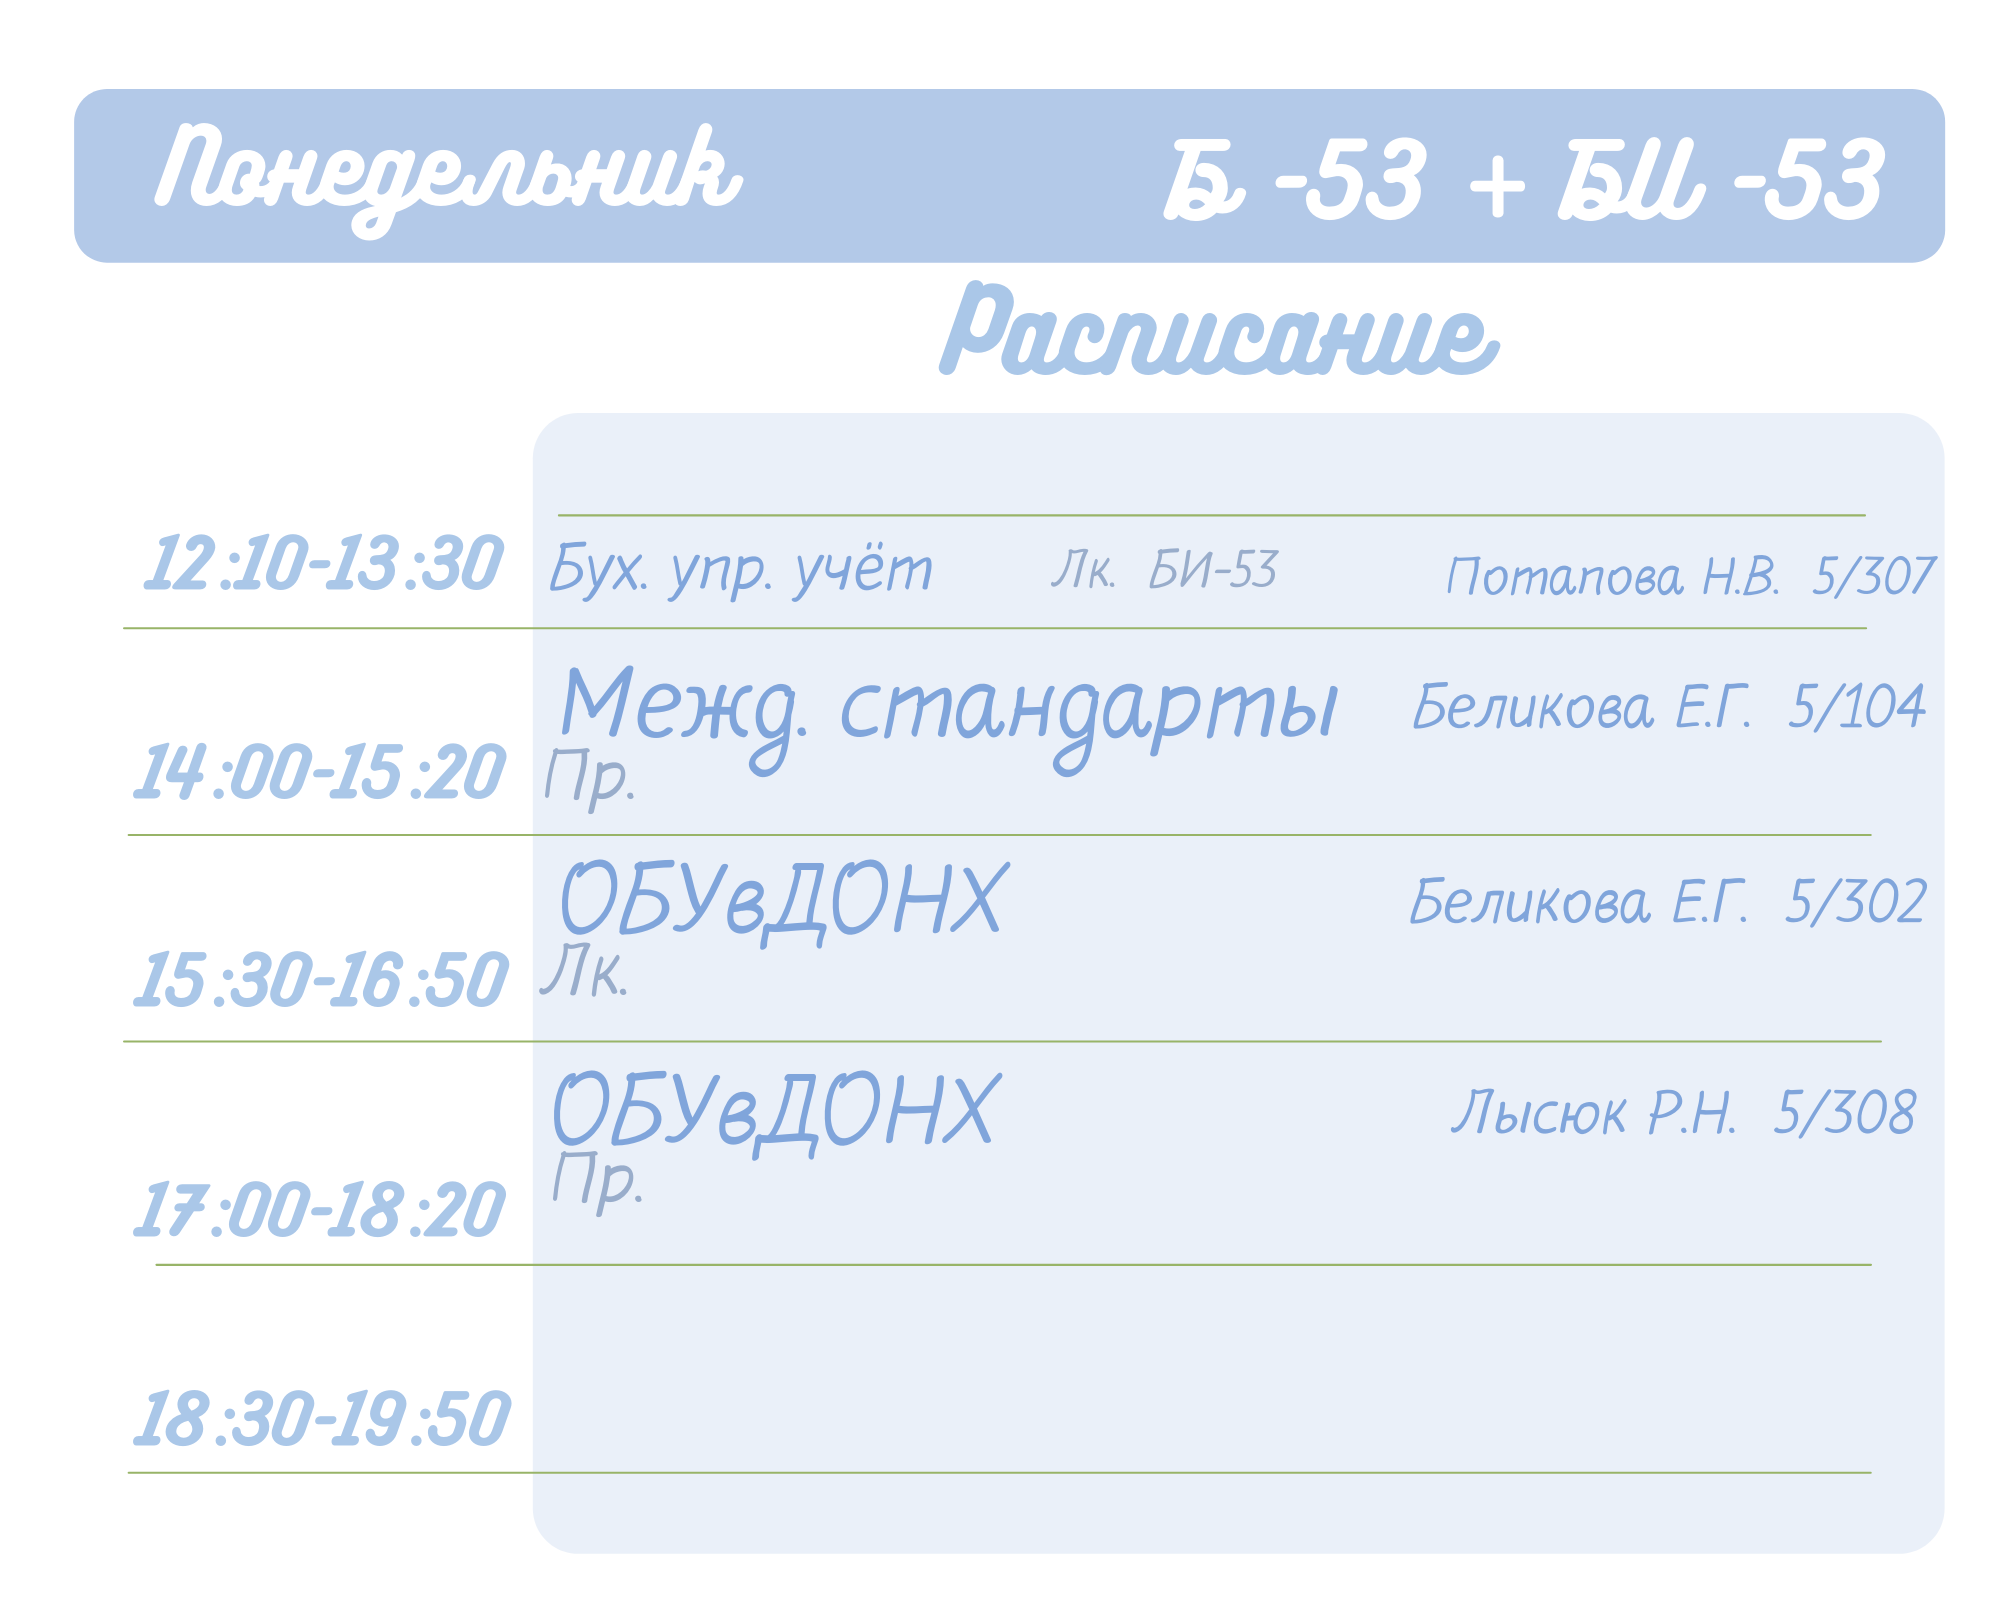 Понедельник Б -53 + БИ -53
Расписание
12:10-13:30 Бух. упр. учёт Лк. БИ-53 Потапова Н.В. 5/307
Межд. стандарты Беликова Е.Г. 5/104
14:00-15:20 Пр.
ОБУвДОНХ Беликова Е.Г. 5/302
15:30-16:50 Лк.
ОБУвДОНХ Лысюк Р.Н. 5/308
Пр.
17:00-18:20
18:30-19:50